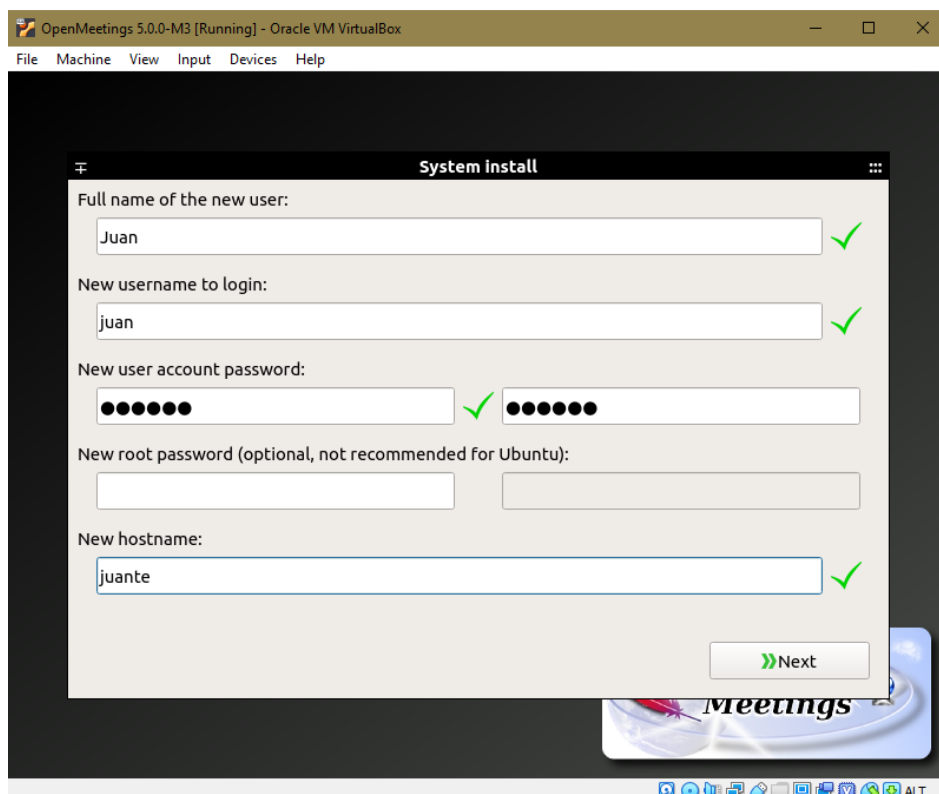 OpenMeetings 5.0.0-M3 [Running] - Oracle VM VirtualBox
File Machine View Input Devices Help
System install
Full name of the new user:
Juan
New username to login:
juan
New user account password:
●●●●●● ●●●●●●
New root password (optional, not recommended for Ubuntu):
New hostname:
juante
Next
Meetings
ALT